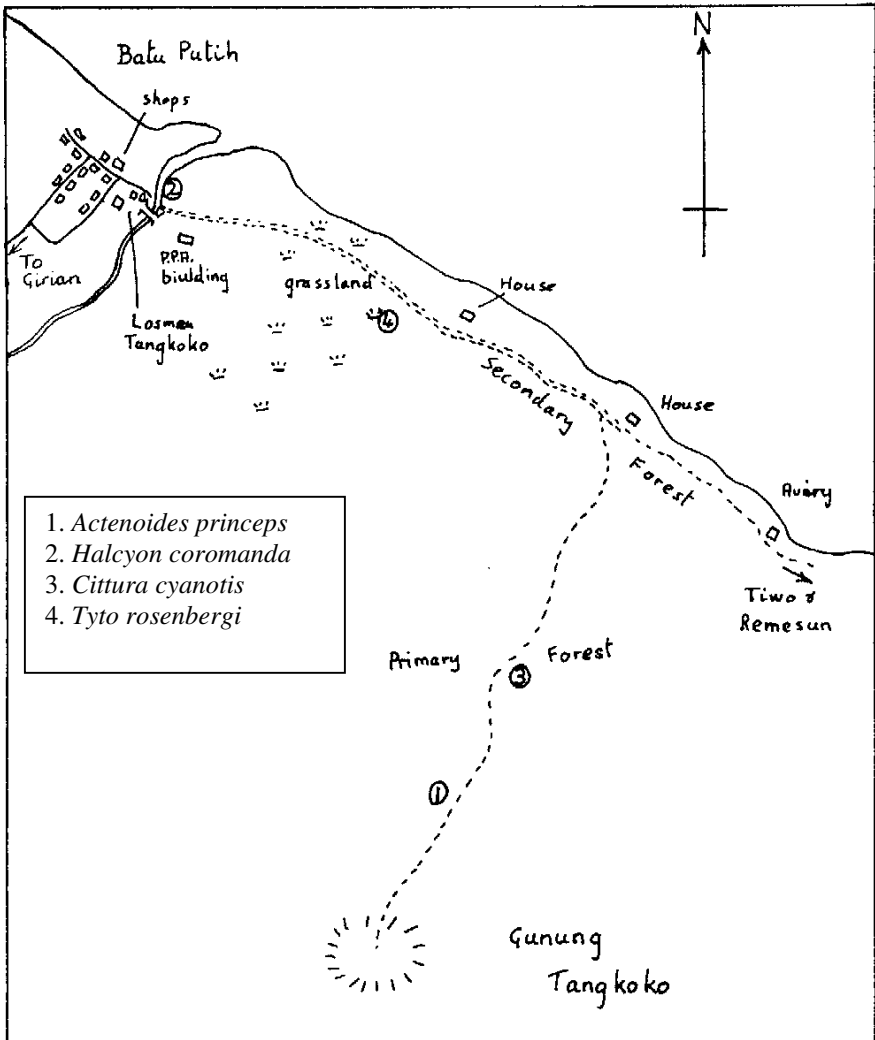 N
Batu Putih
shops
2
To
Girian
P.P.A.
biulding
Losmen
Tangkoko
grassland
4
House
Secondary
Forest
House
Aviary
Tiwo &
Remesun
1. Actenoides princeps
2. Halcyon coromanda
3. Cittura cyanotis
4. Tyto rosenbergi
Primary
Forest
3
1
Gunung
Tangkoko